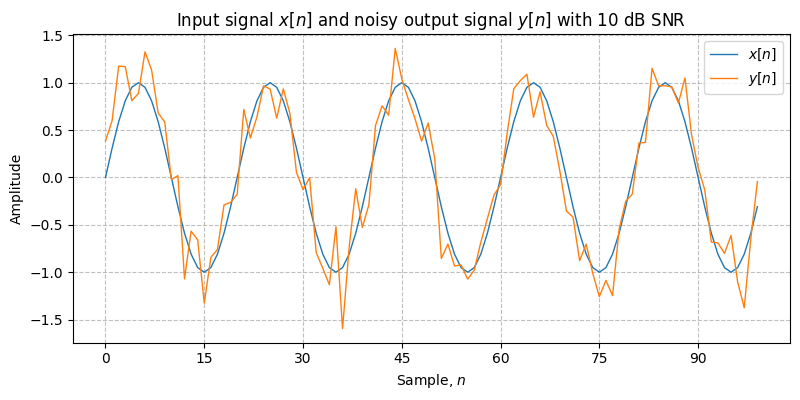 Input signal x[n] and noisy output signal y[n] with 10 dB SNR
x[n]
y[n]
Amplitude
1.5
1.0
0.5
0.0
−0.5
−1.0
−1.5
0 15 30 45 60 75 90
Sample, n